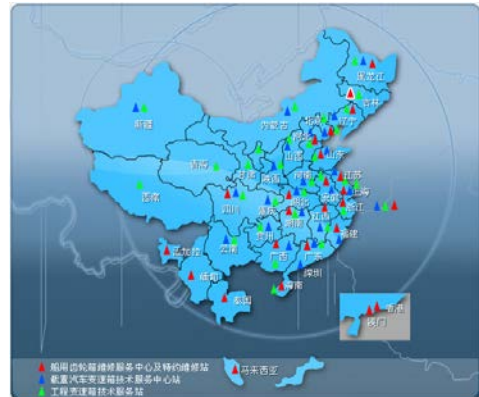 黑龙江
吉林
辽宁
内蒙古
北京
新疆
河北
山西
山东
青海
甘肃
陕西
河南
江苏
西藏
安徽
上海
四川
重庆
湖北
浙江
湖南
江西
贵州
福建
云南
广西
广东
深圳
孟加拉
缅甸
海南
泰国
香港
澳门
马来西亚
船用齿轮箱维修服务中心及特约维修站
载重汽车变速箱技术服务中心站
工程变速箱技术服务站